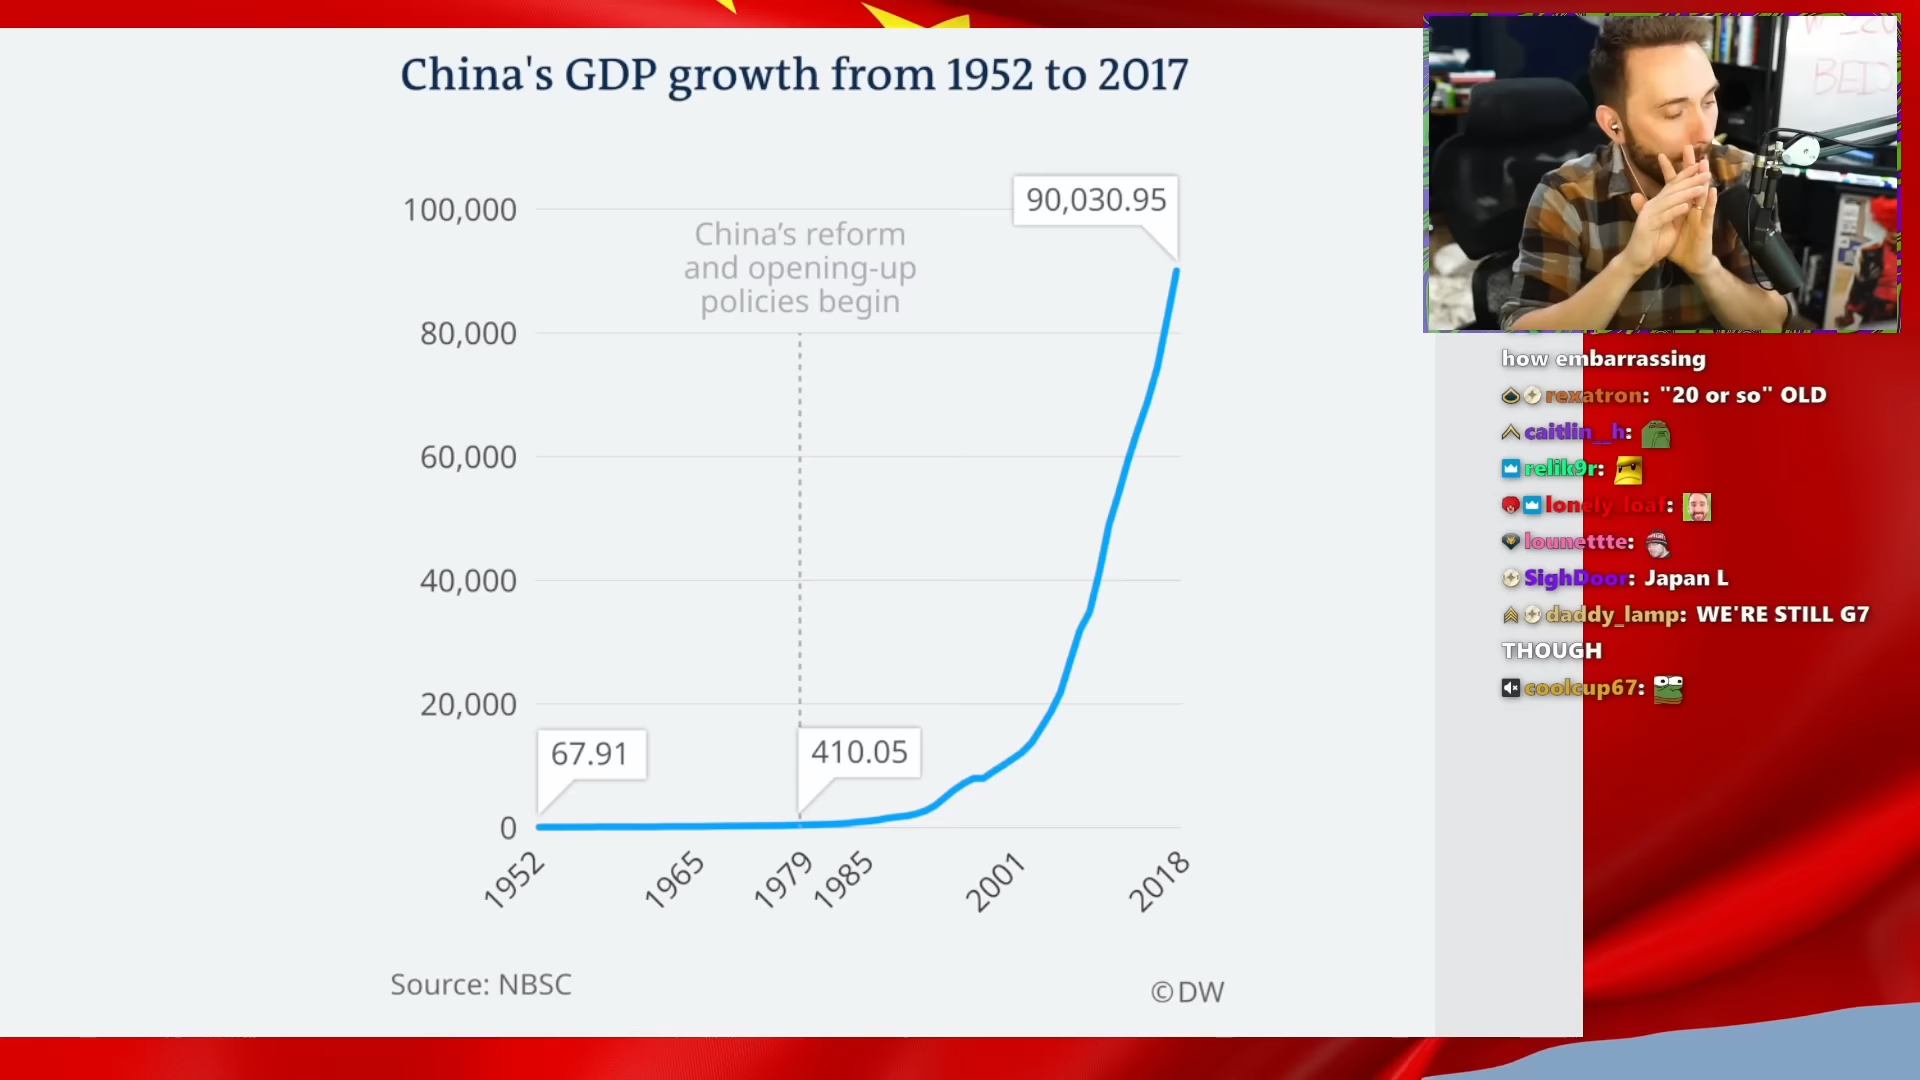 China's GDP growth from 1952 to 2017
100,000
80,000
60,000
40,000
20,000
0
China's reform
and opening-up
policies begin
90,030.95
67.91
410.05
1952
1965
1979
1985
2001
2018
Source: NBSC
©DW
BEIJ
how embarrassing
rexatron: "20 or so" OLD
caitlin__h:
relik9r:
lonely_loaf:
lounettte:
SighDoor: Japan L
daddy_lamp: WE'RE STILL G7
THOUGH
coolcup67: